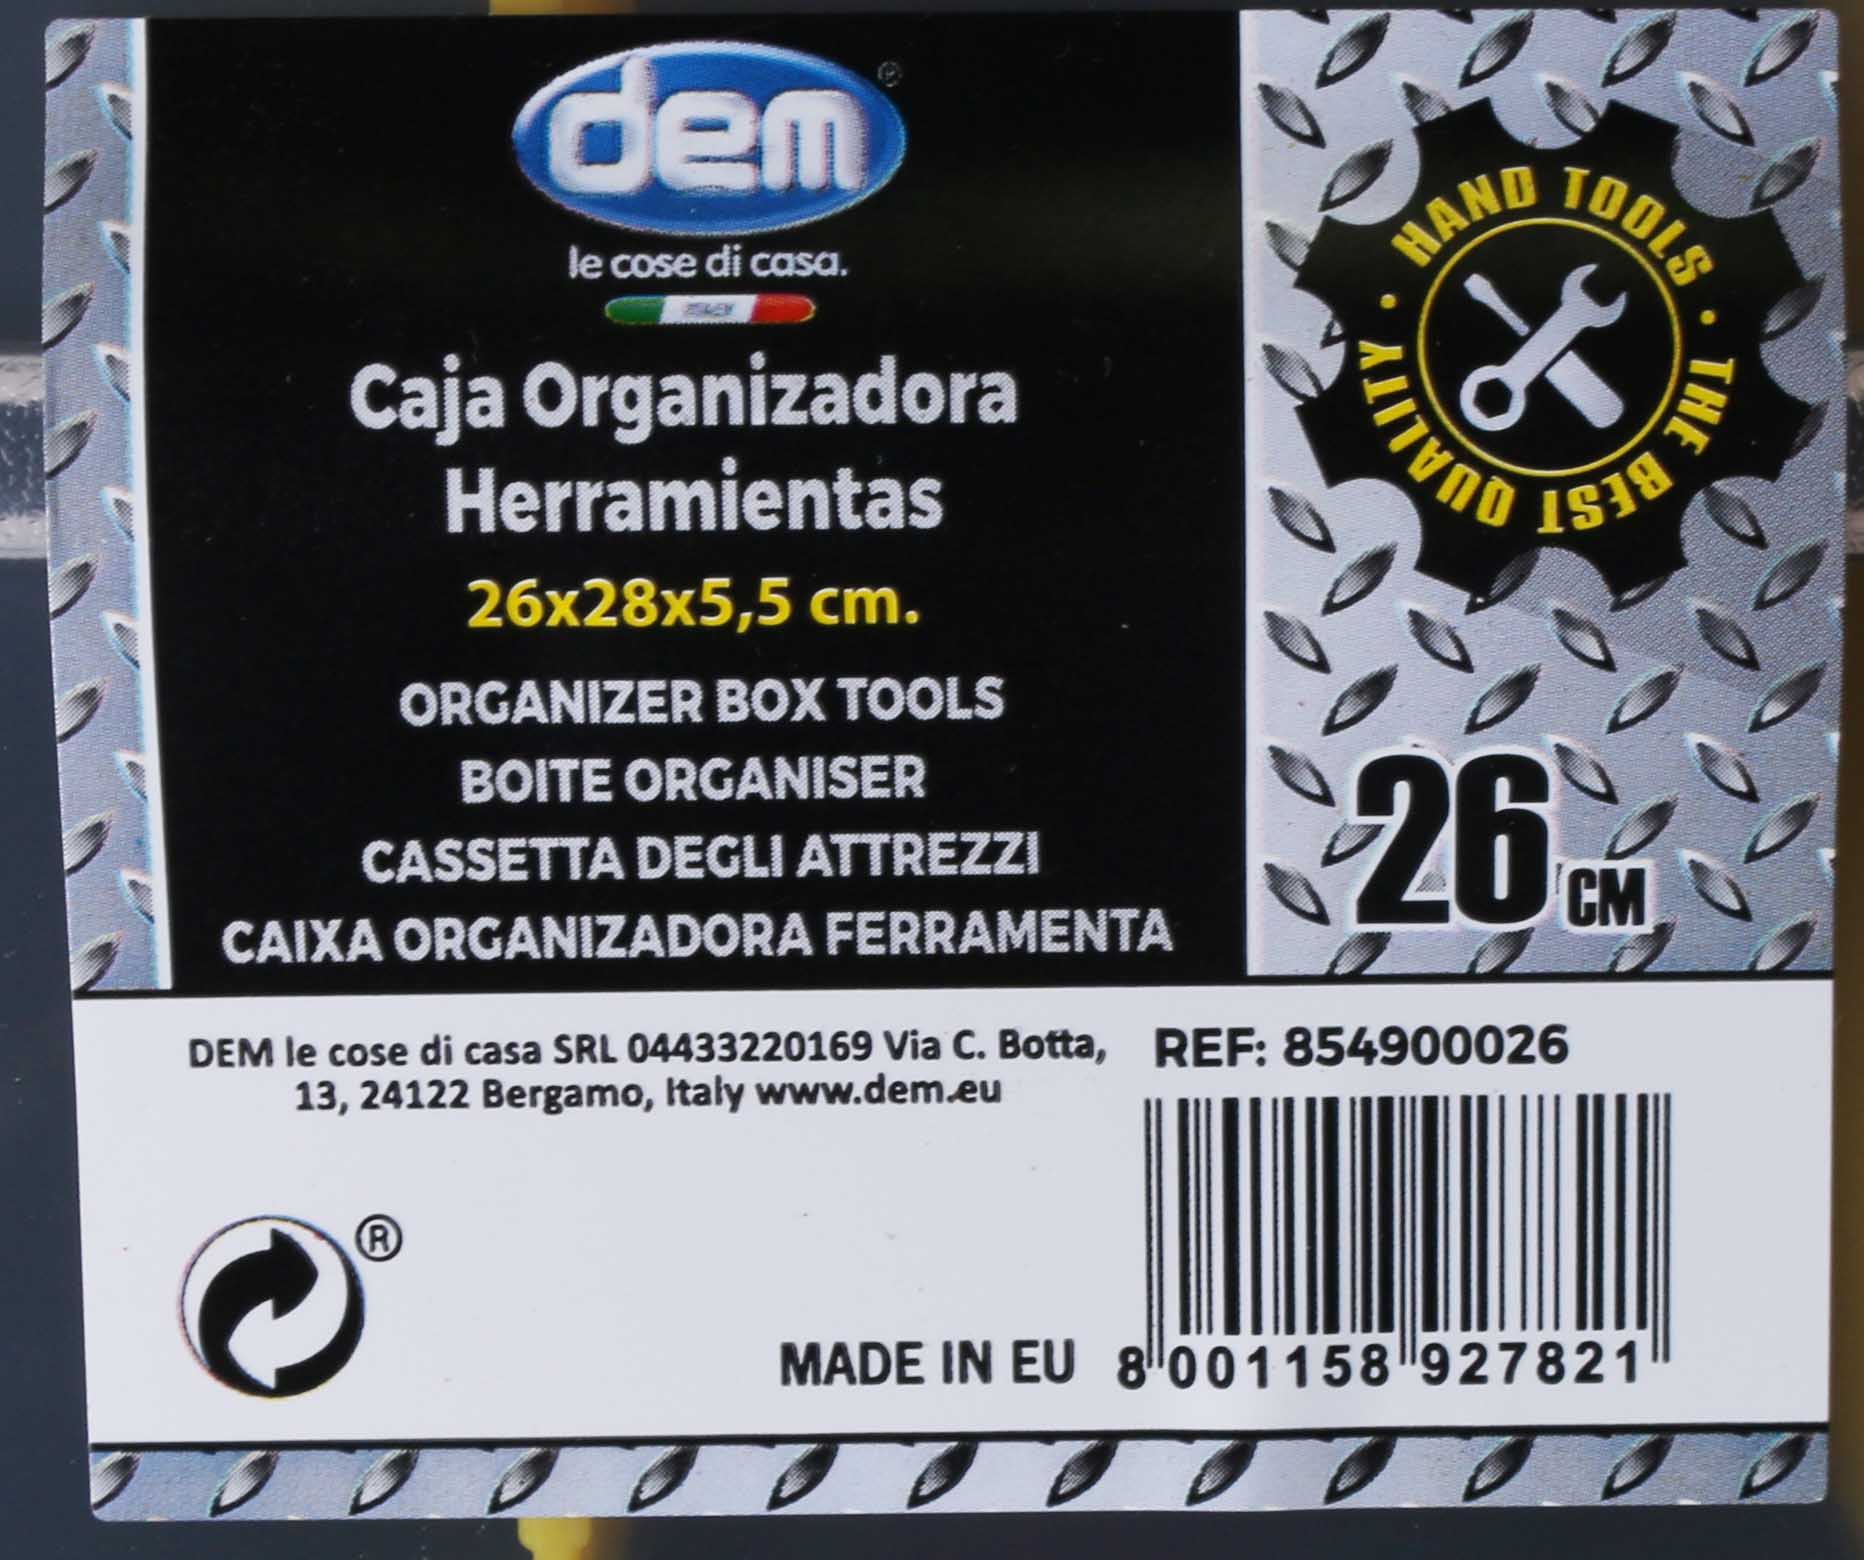 dem®
le cose di casa.
ITALY
Caja Organizadora
Herramientas
26x28x5,5 cm.
ORGANIZER BOX TOOLS
BOITE ORGANISER
CASSETTA DEGLI ATTREZZI
CAIXA ORGANIZADORA FERRAMENTA
· HAND TOOLS · THE BEST QUALITY
26 CM
DEM le cose di casa SRL 04433220169 Via C. Botta,
13, 24122 Bergamo, Italy www.dem.eu
REF: 854900026
®
MADE IN EU
8 001158 927821